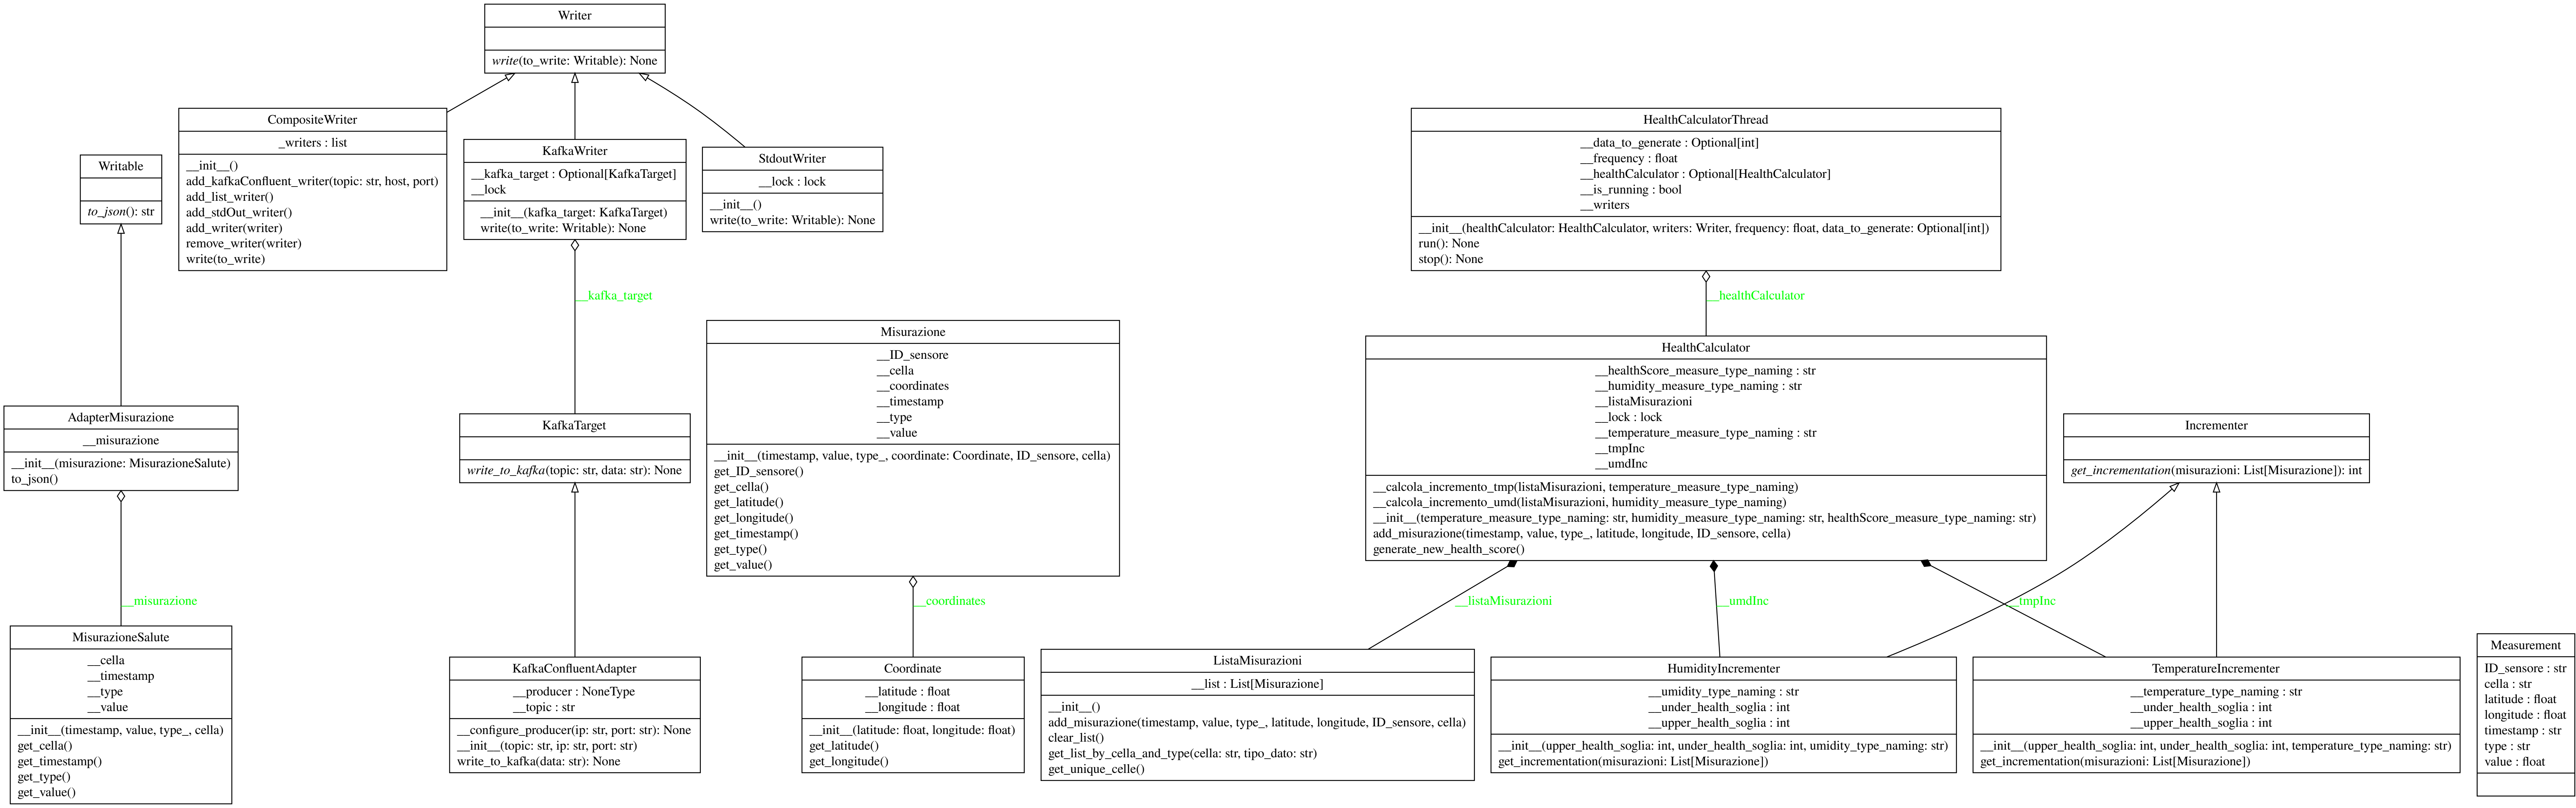 Writer
write(to_write: Writable): None
CompositeWriter
_writers : list
__init__()
add_kafkaConfluent_writer(topic: str, host, port)
add_list_writer()
add_stdOut_writer()
add_writer(writer)
remove_writer(writer)
write(to_write)
Writable
to_json(): str
KafkaWriter
__kafka_target : Optional[KafkaTarget]
__lock
__init__(kafka_target: KafkaTarget)
write(to_write: Writable): None
StdoutWriter
__lock : lock
__init__()
write(to_write: Writable): None
HealthCalculatorThread
__data_to_generate : Optional[int]
__frequency : float
__healthCalculator : Optional[HealthCalculator]
__is_running : bool
__writers
__init__(healthCalculator: HealthCalculator, writers: Writer, frequency: float, data_to_generate: Optional[int])
run(): None
stop(): None
__kafka_target
__healthCalculator
AdapterMisurazione
__misurazione
__init__(misurazione: MisurazioneSalute)
to_json()
KafkaTarget
write_to_kafka(topic: str, data: str): None
Misurazione
__ID_sensore
__cella
__coordinates
__timestamp
__type
__value
__init__(timestamp, value, type_, coordinate: Coordinate, ID_sensore, cella)
get_ID_sensore()
get_cella()
get_latitude()
get_longitude()
get_timestamp()
get_type()
get_value()
HealthCalculator
__healthScore_measure_type_naming : str
__humidity_measure_type_naming : str
__listaMisurazioni
__lock : lock
__temperature_measure_type_naming : str
__tmpInc
__umdInc
__calcola_incremento_tmp(listaMisurazioni, temperature_measure_type_naming)
__calcola_incremento_umd(listaMisurazioni, humidity_measure_type_naming)
__init__(temperature_measure_type_naming: str, humidity_measure_type_naming: str, healthScore_measure_type_naming: str)
add_misurazione(timestamp, value, type_, latitude, longitude, ID_sensore, cella)
generate_new_health_score()
Incrementer
get_incrementation(misurazioni: List[Misurazione]): int
__misurazione
__coordinates
__listaMisurazioni
__umdInc
__tmpInc
MisurazioneSalute
__cella
__timestamp
__type
__value
__init__(timestamp, value, type_, cella)
get_cella()
get_timestamp()
get_type()
get_value()
KafkaConfluentAdapter
__producer : NoneType
__topic : str
__configure_producer(ip: str, port: str): None
__init__(topic: str, ip: str, port: str)
write_to_kafka(data: str): None
Coordinate
__latitude : float
__longitude : float
__init__(latitude: float, longitude: float)
get_latitude()
get_longitude()
ListaMisurazioni
__list : List[Misurazione]
__init__()
add_misurazione(timestamp, value, type_, latitude, longitude, ID_sensore, cella)
clear_list()
get_list_by_cella_and_type(cella: str, tipo_dato: str)
get_unique_celle()
HumidityIncrementer
__umidity_type_naming : str
__under_health_soglia : int
__upper_health_soglia : int
__init__(upper_health_soglia: int, under_health_soglia: int, umidity_type_naming: str)
get_incrementation(misurazioni: List[Misurazione])
TemperatureIncrementer
__temperature_type_naming : str
__under_health_soglia : int
__upper_health_soglia : int
__init__(upper_health_soglia: int, under_health_soglia: int, temperature_type_naming: str)
get_incrementation(misurazioni: List[Misurazione])
Measurement
ID_sensore : str
cella : str
latitude : float
longitude : float
timestamp : str
type : str
value : float